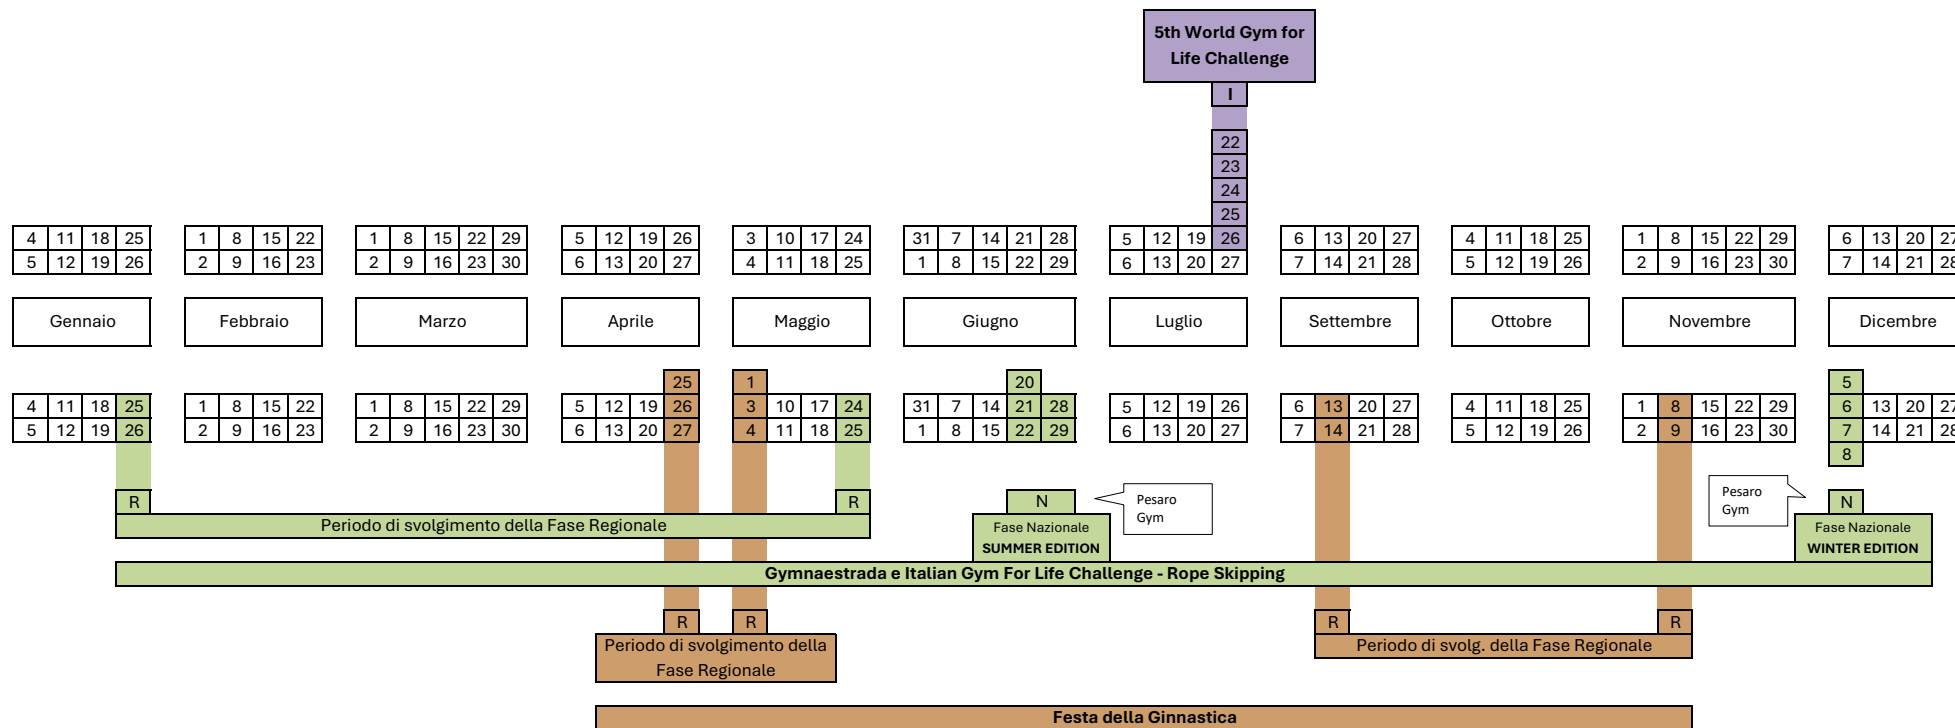 5th World Gym for
Life Challenge
I
22
23
24
25
4 11 18 25 1 8 15 22 1 8 15 22 29 5 12 19 26 3 10 17 24 31 7 14 21 28 5 12 19 26 6 13 20 27 4 11 18 25 1 8 15 22 29 6 13 20 27
5 12 19 26 2 9 16 23 2 9 16 23 30 6 13 20 27 4 11 18 25 1 8 15 22 29 6 13 20 27 7 14 21 28 5 12 19 26 2 9 16 23 30 7 14 21 28
Gennaio Febbraio Marzo Aprile Maggio Giugno Luglio Settembre Ottobre Novembre Dicembre
25 1 20 5
4 11 18 25 1 8 15 22 1 8 15 22 29 5 12 19 26 3 10 17 24 31 7 14 21 28 5 12 19 26 6 13 20 27 4 11 18 25 1 8 15 22 29 6 13 20 27
5 12 19 26 2 9 16 23 2 9 16 23 30 6 13 20 27 4 11 18 25 1 8 15 22 29 6 13 20 27 7 14 21 28 5 12 19 26 2 9 16 23 30 7 14 21 28
8
R R N Pesaro
Gym
Pesaro
Gym
N
Periodo di svolgimento della Fase Regionale
Fase Nazionale
SUMMER EDITION
Fase Nazionale
WINTER EDITION
Gymnaestrada e Italian Gym For Life Challenge - Rope Skipping
R R R R
Periodo di svolgimento della
Fase Regionale
Periodo di svolg. della Fase Regionale
Festa della Ginnastica